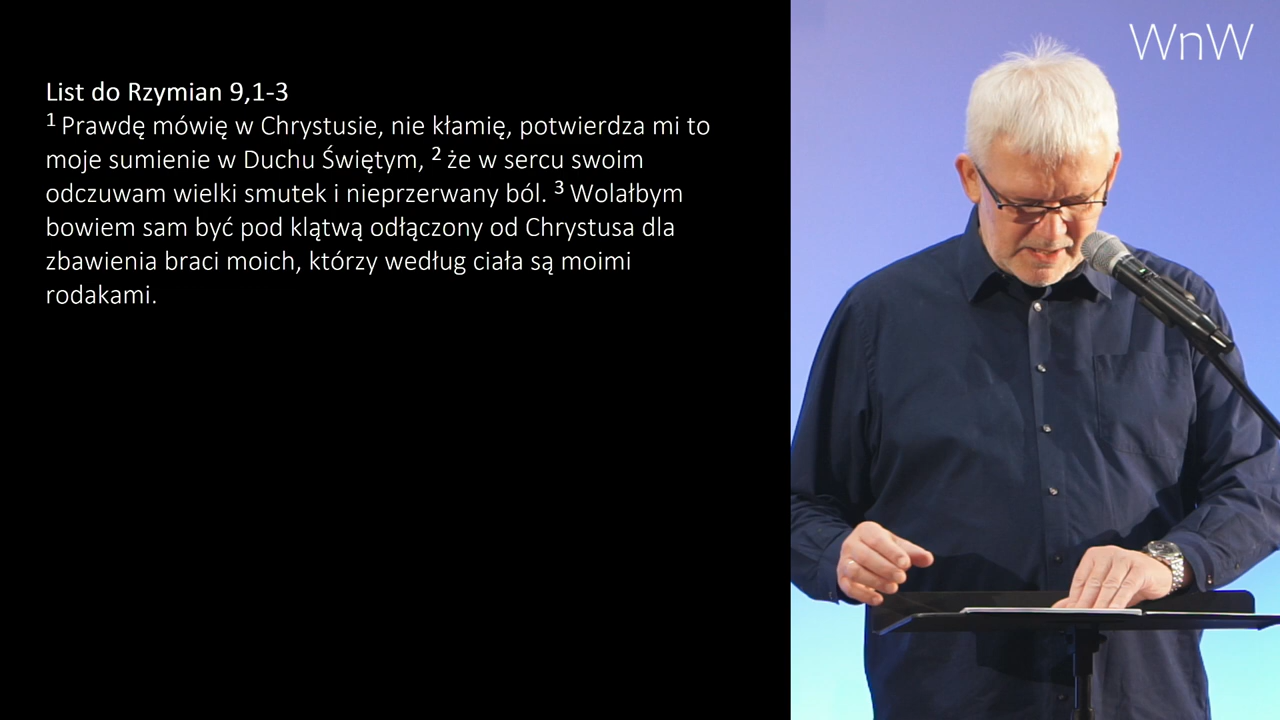 List do Rzymian 9,1-3
1 Prawdę mówię w Chrystusie, nie kłamię, potwierdza mi to
moje sumienie w Duchu Świętym, 2 że w sercu swoim
odczuwam wielki smutek i nieprzerwany ból. 3 Wolałbym
bowiem sam być pod klątwą odłączony od Chrystusa dla
zbawienia braci moich, którzy według ciała są moimi
rodakami.
WnW